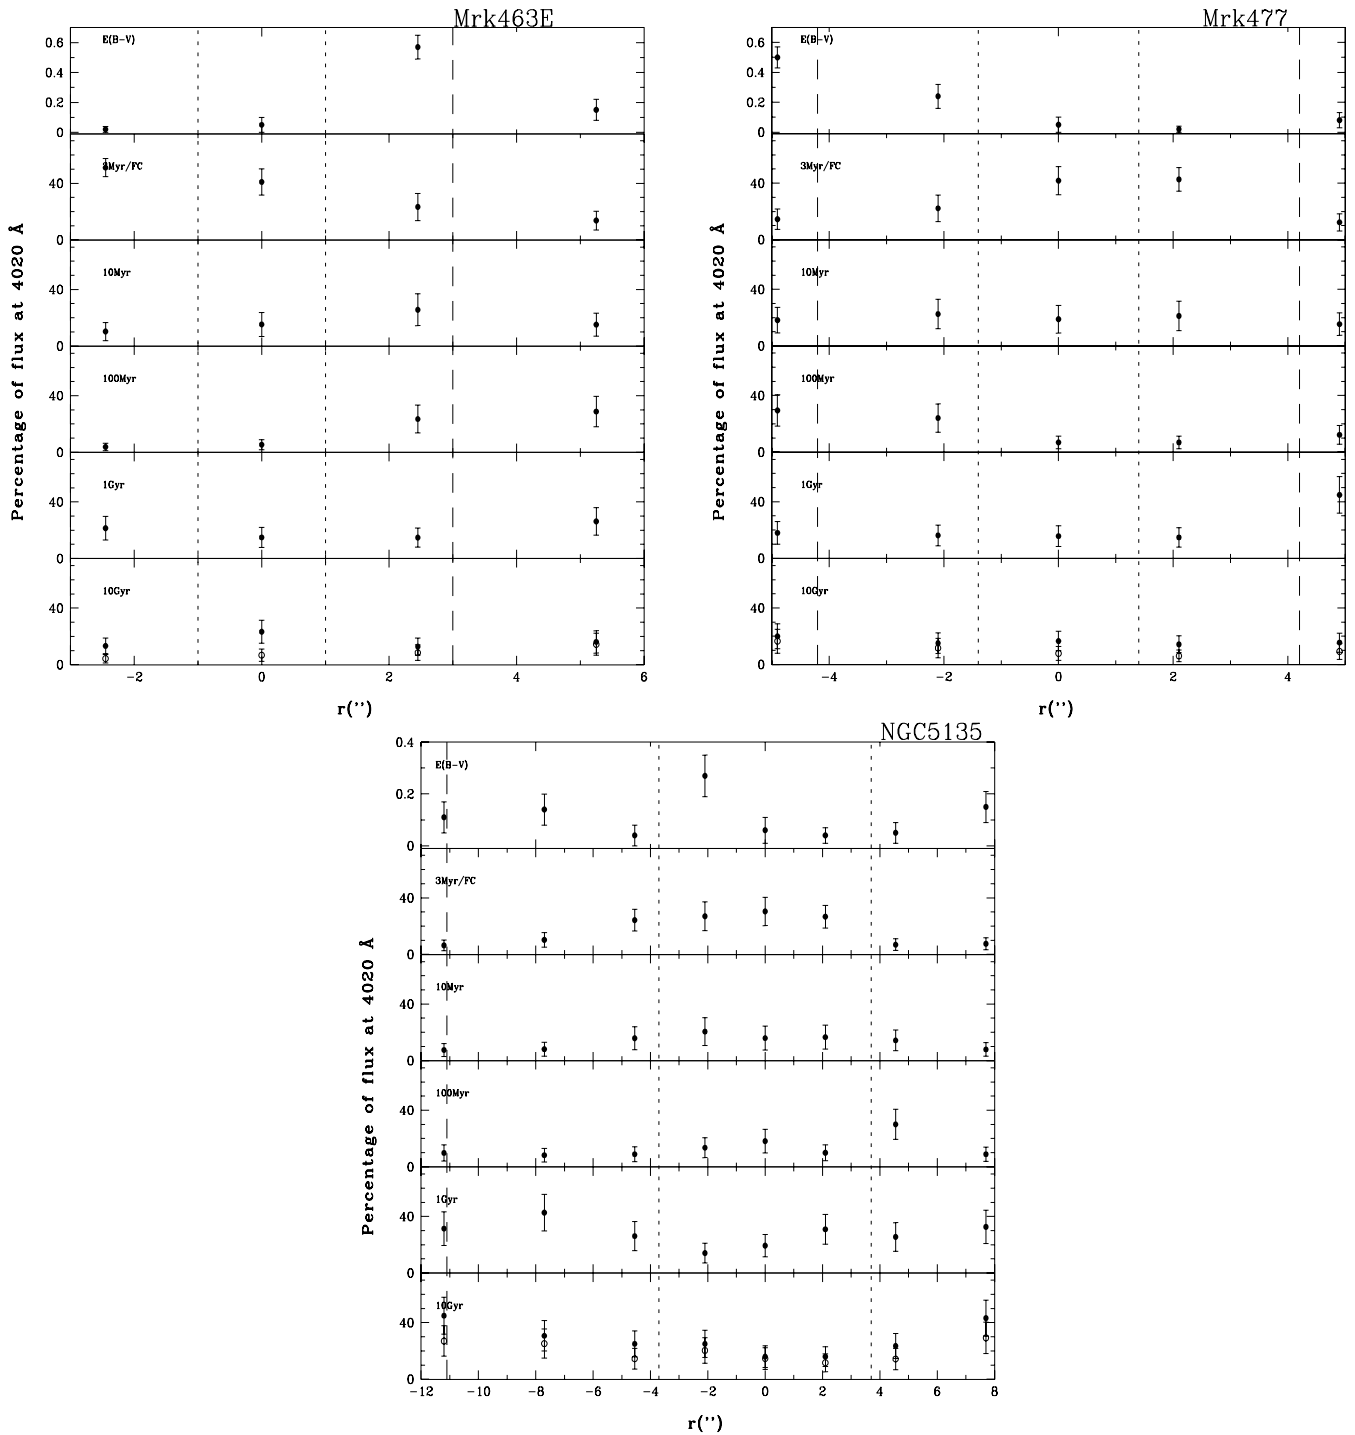 Mrk463E
E(B-V)
0.6
0.4
0.2
0
3Myr/FC
40
0
10Myr
40
0
100Myr
40
0
1Gyr
40
0
10Gyr
40
0
-2 0 2 4 6
r('')
Percentage of flux at 4020 Å
Mrk477
E(B-V)
0.6
0.4
0.2
0
3Myr/FC
40
0
10Myr
40
0
100Myr
40
0
1Gyr
40
0
10Gyr
40
0
-4 -2 0 2 4
r('')
Percentage of flux at 4020 Å
NGC5135
E(B-V)
0.4
0.2
0
3Myr/FC
40
0
10Myr
40
0
100Myr
40
0
1Gyr
40
0
10Gyr
40
0
-12 -10 -8 -6 -4 -2 0 2 4 6 8
r('')
Percentage of flux at 4020 Å